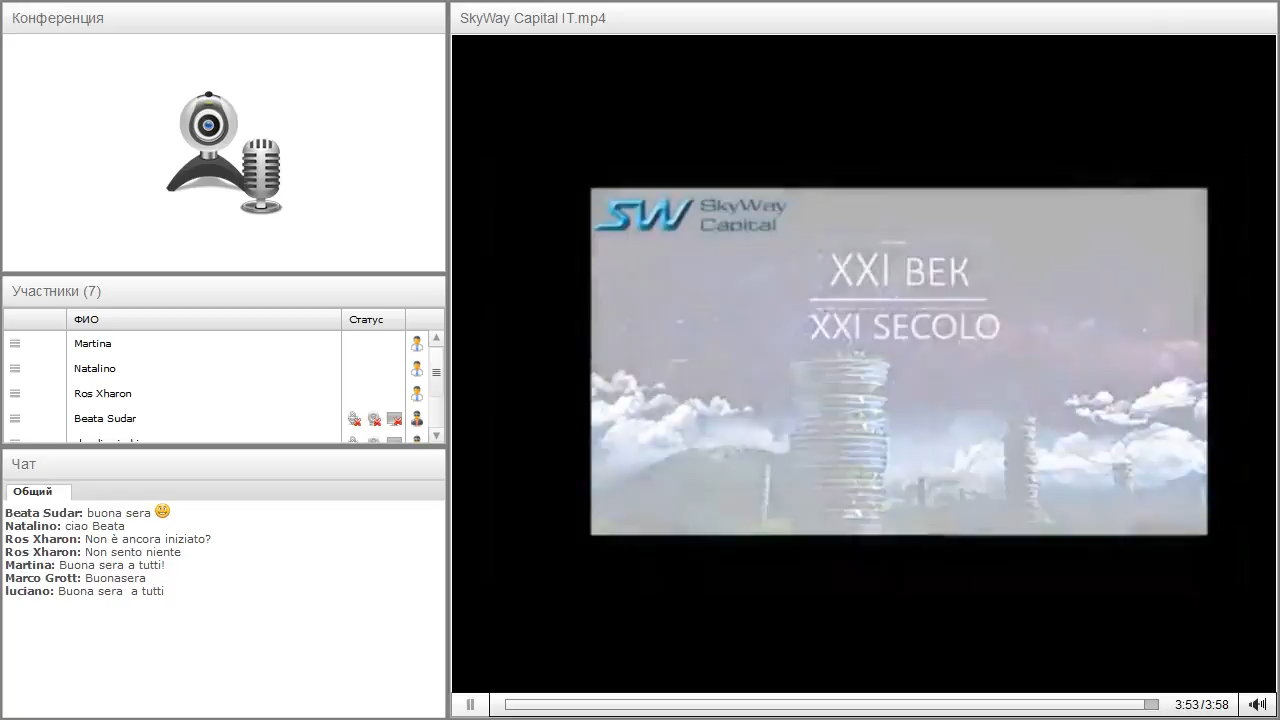 Конференция
Участники (7)
ФИО Статус
Martina
Natalino
Ros Xharon
Beata Sudar
Чат
Общий
Beata Sudar: buona sera
Natalino: ciao Beata
Ros Xharon: Non è ancora iniziato?
Ros Xharon: Non sento niente
Martina: Buona sera a tutti!
Marco Grott: Buonasera
luciano: Buona sera a tutti
SkyWay Capital IT.mp4
SW SkyWay
Capital
XXI ВЕК
XXI SECOLO
3:53/3:58